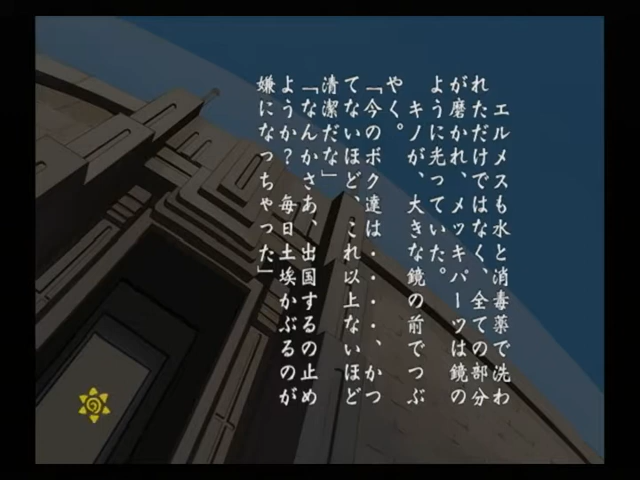 エルメスも水と消毒薬で洗わ
れただけではなく、全ての部分
が磨かれ、メッキパーツは鏡の
ように光っていた。
　キノが、大きな鏡の前でつぶ
やく。
「今のボク達は・・・・、かつ
てないほど、これ以上ないほど
清潔だな」
「なんかさあ、出国するの止め
ようか？　毎日土埃かぶるのが
嫌になっちゃった」